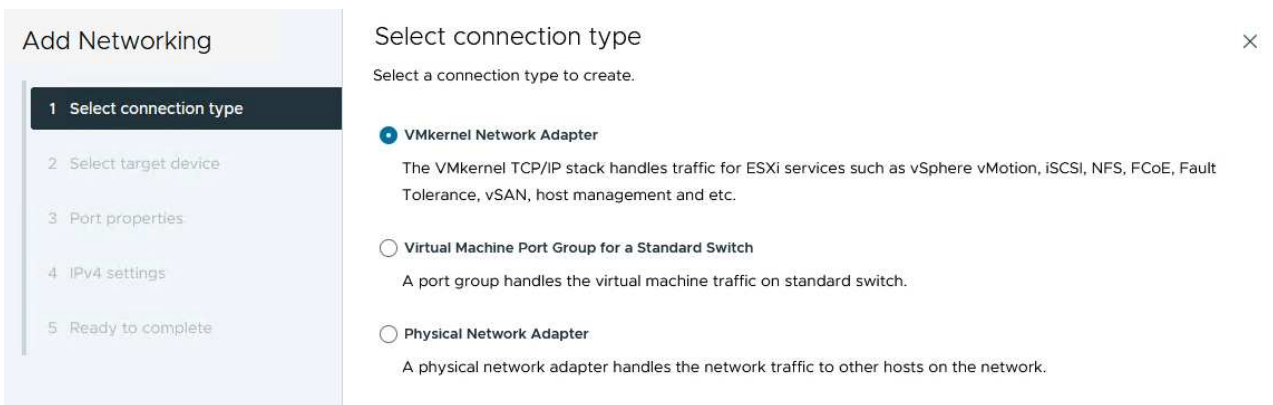 Add Networking
1 Select connection type
2 Select target device
3 Port properties
4 IPv4 settings
5 Ready to complete
Select connection type
Select a connection type to create.
VMkernel Network Adapter
The VMkernel TCP/IP stack handles traffic for ESXi services such as vSphere vMotion, iSCSI, NFS, FCoE, Fault
Tolerance, vSAN, host management and etc.
Virtual Machine Port Group for a Standard Switch
A port group handles the virtual machine traffic on standard switch.
Physical Network Adapter
A physical network adapter handles the network traffic to other hosts on the network.